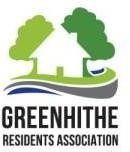 GREENHITHE
RESIDENTS ASSOCIATION